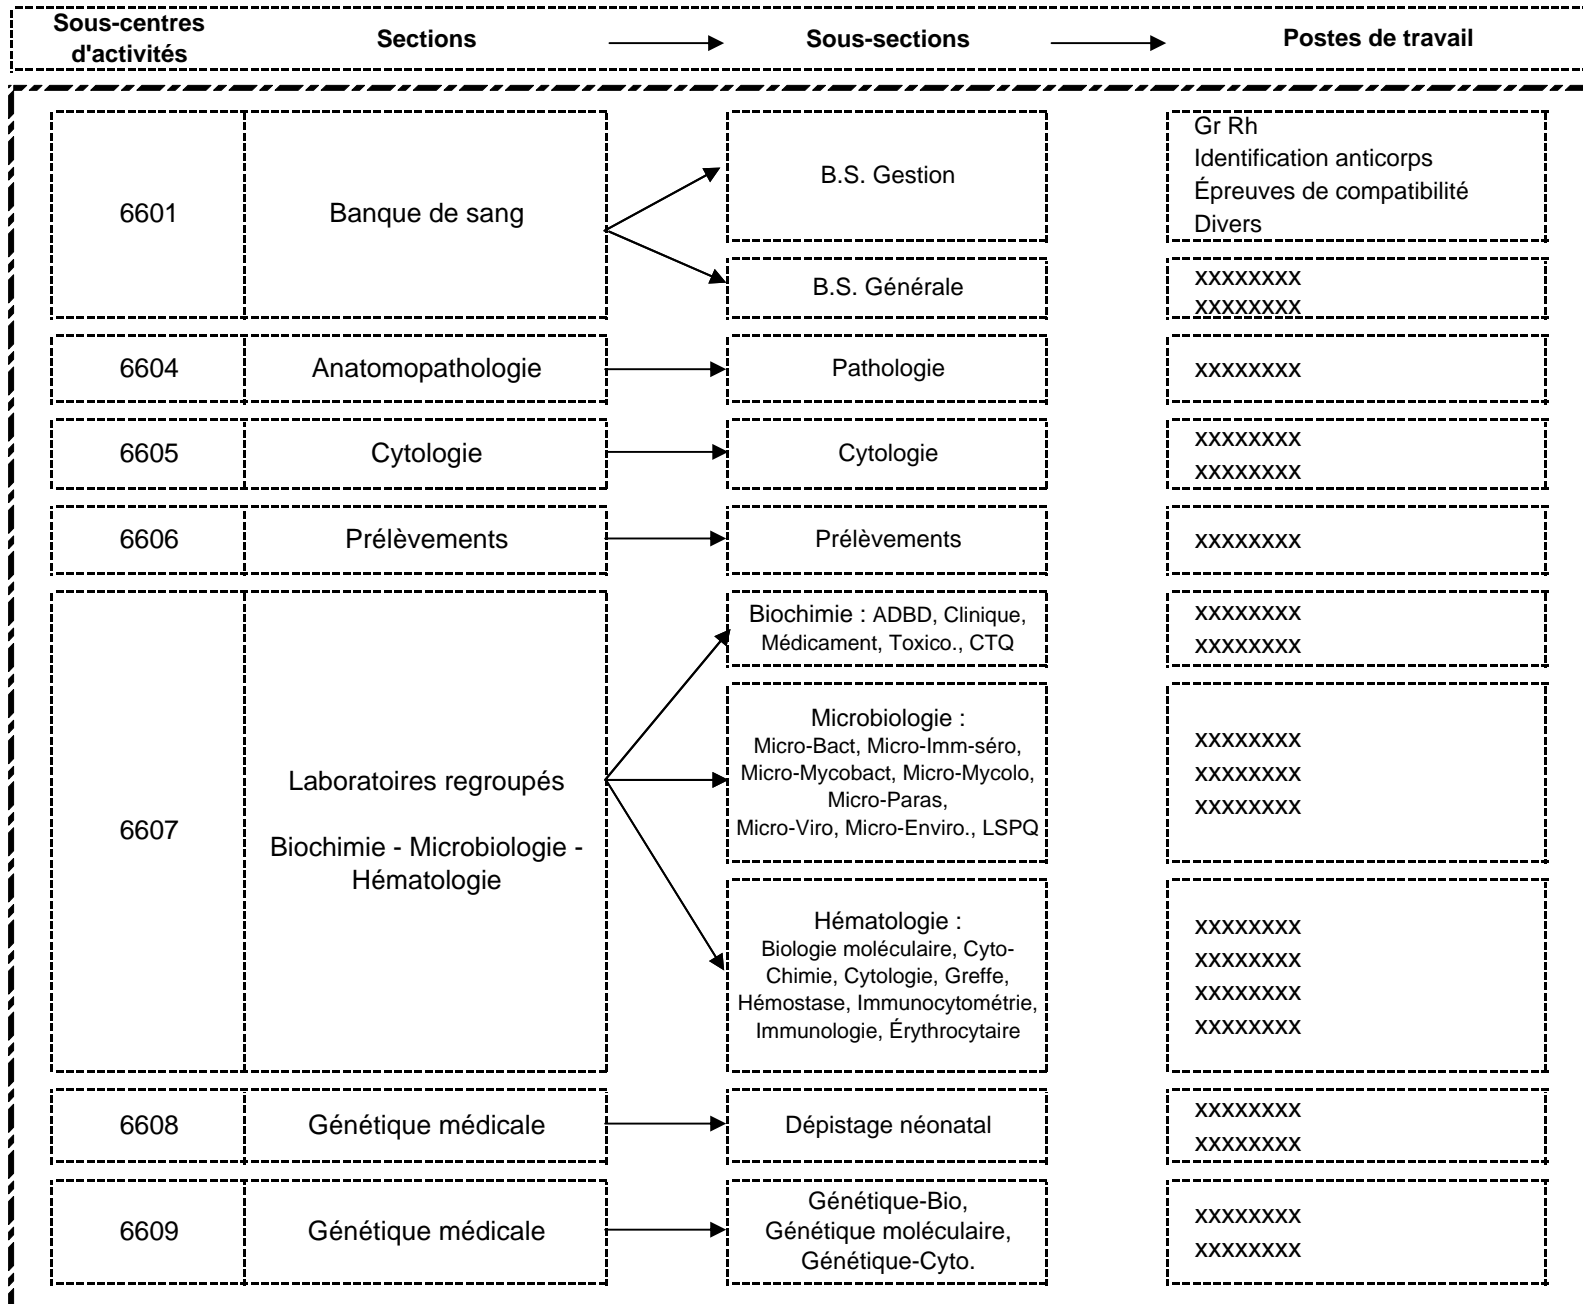 Sous-centres
d'activités
Sections
Sous-sections
Postes de travail
6601
Banque de sang
B.S. Gestion
Gr Rh
Identification anticorps
Épreuves de compatibilité
Divers
B.S. Générale
xxxxxxxx
xxxxxxxx
6604
Anatomopathologie
Pathologie
xxxxxxxx
6605
Cytologie
Cytologie
xxxxxxxx
xxxxxxxx
6606
Prélèvements
Prélèvements
xxxxxxxx
6607
Laboratoires regroupés
Biochimie - Microbiologie -
Hématologie
Biochimie : ADBD, Clinique,
Médicament, Toxico., CTQ
xxxxxxxx
xxxxxxxx
Microbiologie :
Micro-Bact, Micro-Imm-séro,
Micro-Mycobact, Micro-Mycolo,
Micro-Paras,
Micro-Viro, Micro-Enviro., LSPQ
xxxxxxxx
xxxxxxxx
xxxxxxxx
Hématologie :
Biologie moléculaire, Cyto-
Chimie, Cytologie, Greffe,
Hémostase, Immunocytométrie,
Immunologie, Érythrocytaire
xxxxxxxx
xxxxxxxx
xxxxxxxx
xxxxxxxx
6608
Génétique médicale
Dépistage néonatal
xxxxxxxx
xxxxxxxx
6609
Génétique médicale
Génétique-Bio,
Génétique moléculaire,
Génétique-Cyto.
xxxxxxxx
xxxxxxxx